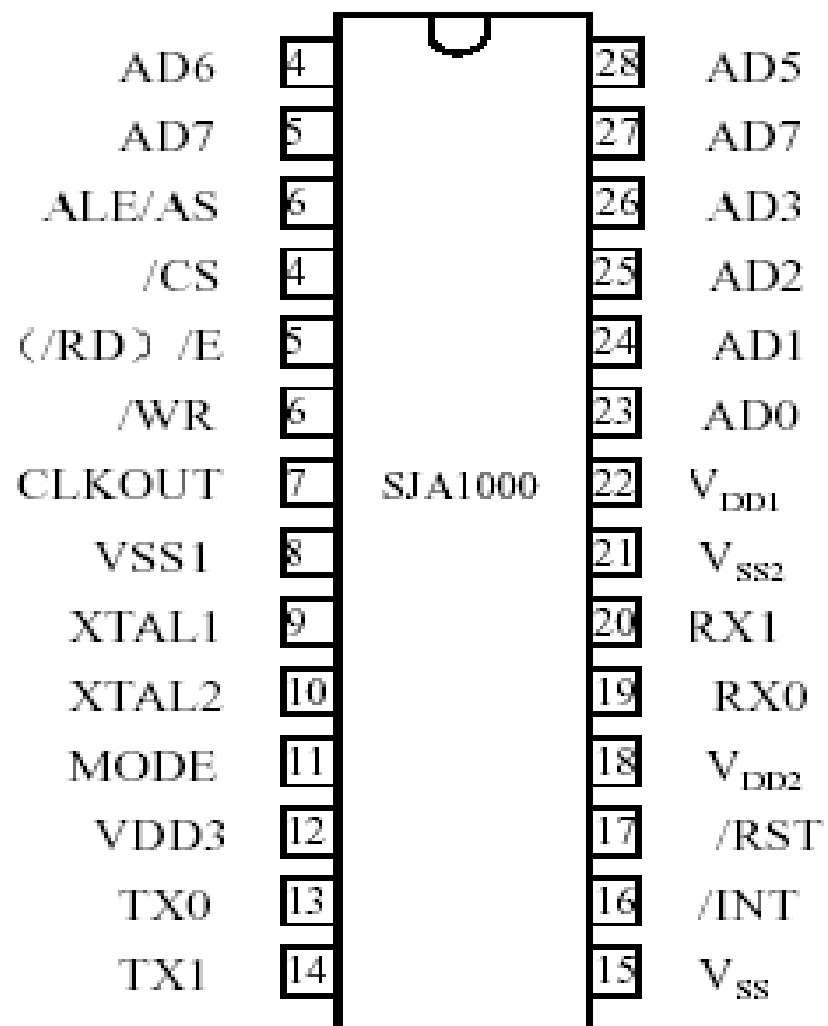 AD6 4 28 AD5
AD7 5 27 AD7
ALE/AS 6 26 AD3
/CS 4 25 AD2
（/RD） /E 5 24 AD1
/WR 6 23 AD0
CLKOUT 7 SJA1000 22 VDD1
VSS1 8 21 VSS2
XTAL1 9 20 RX1
XTAL2 10 19 RX0
MODE 11 18 VDD2
VDD3 12 17 /RST
TX0 13 16 /INT
TX1 14 15 VSS